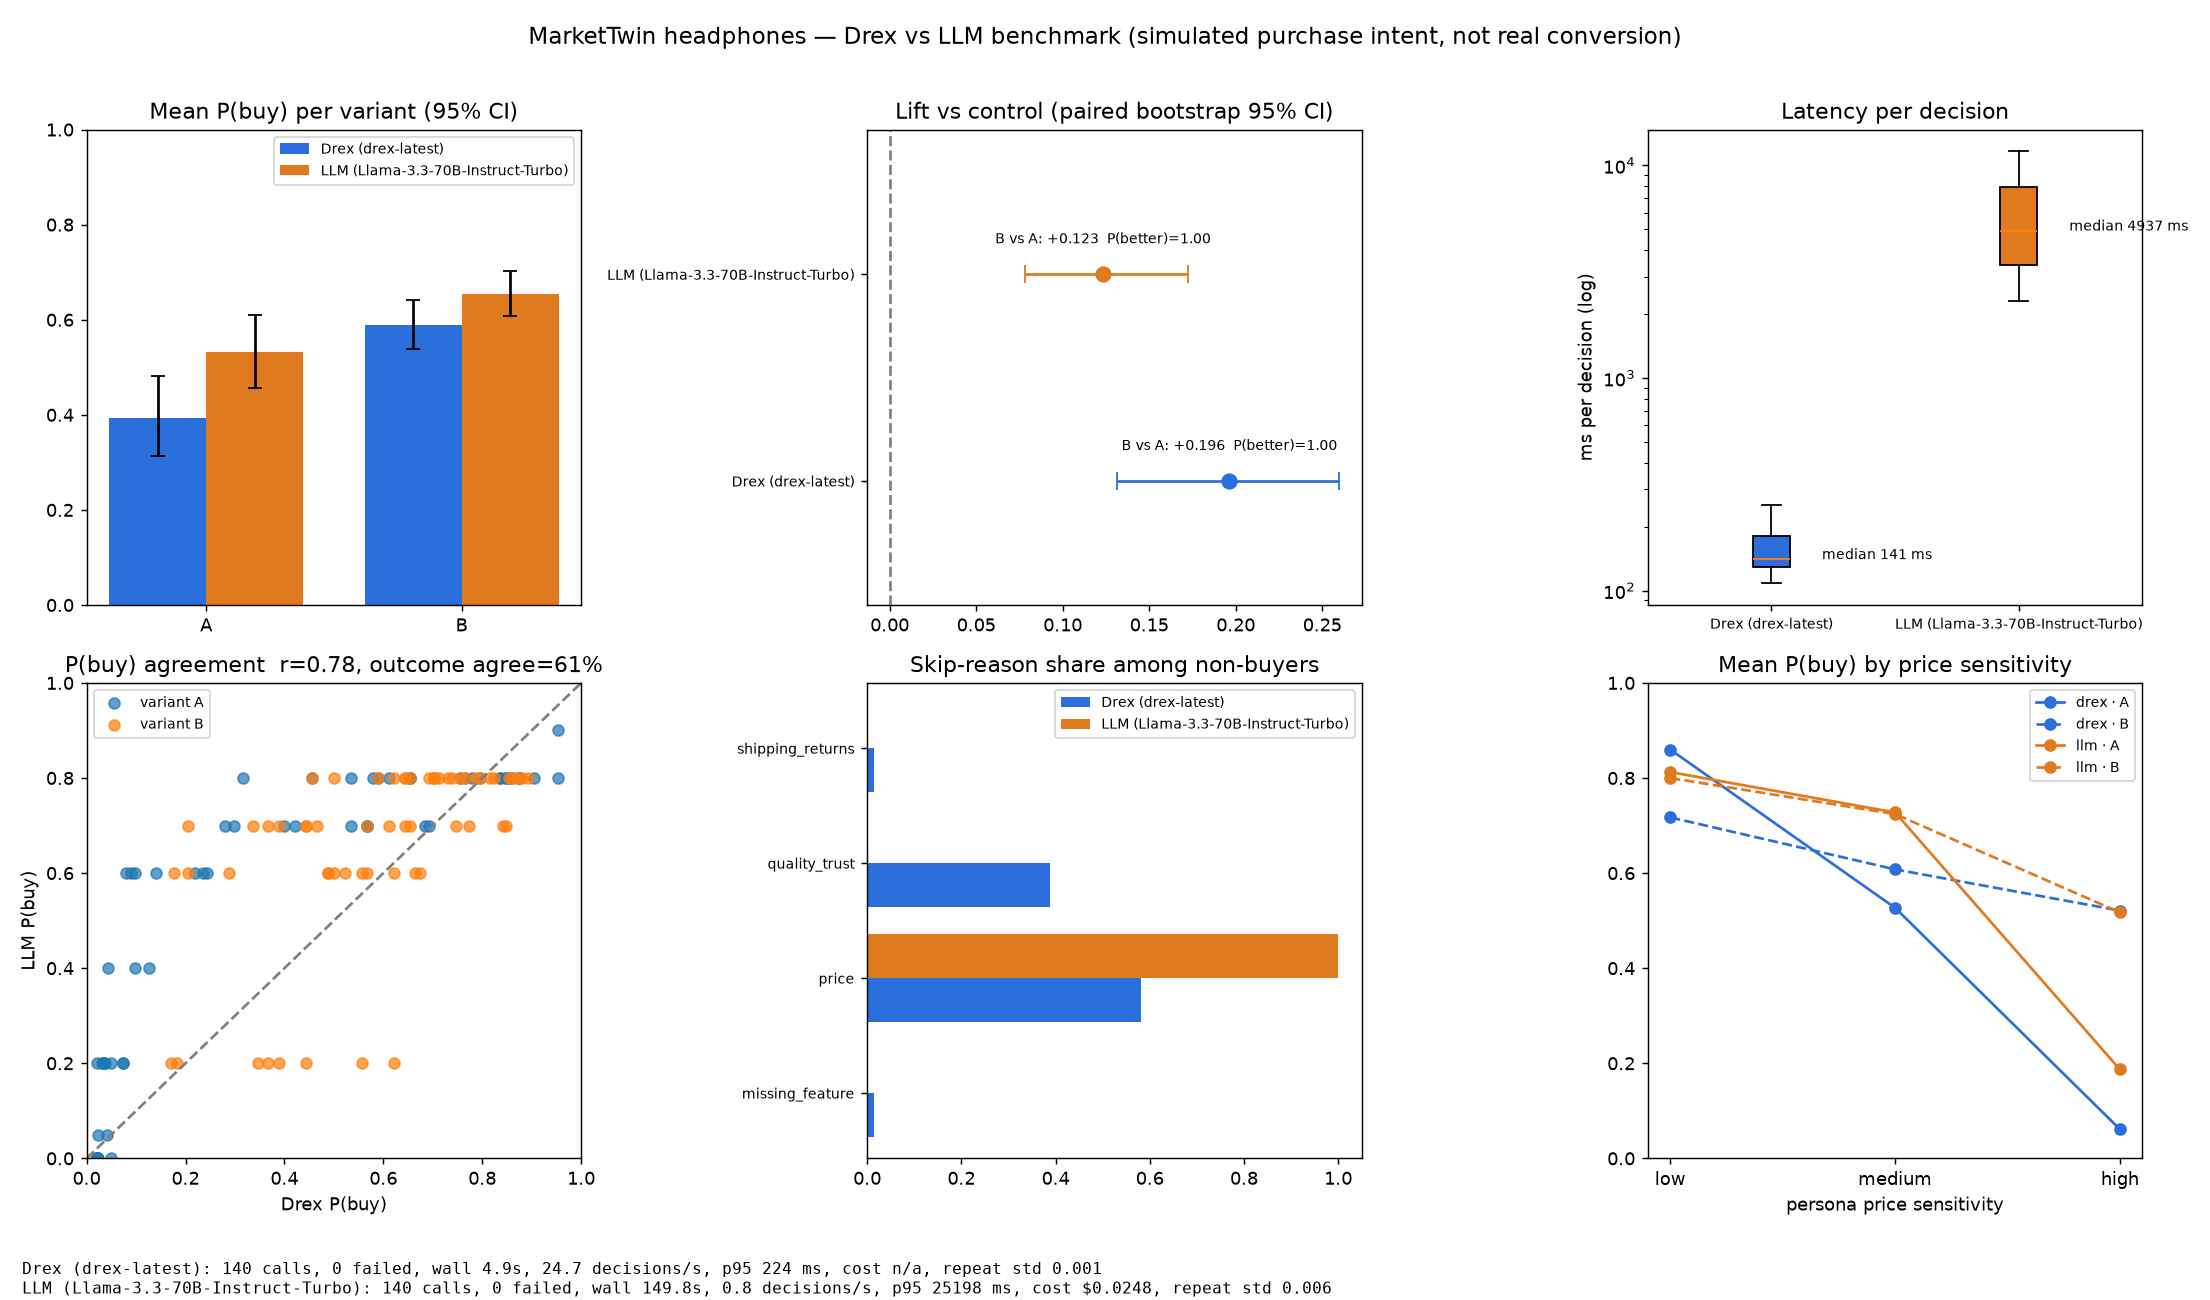 MarketTwin headphones — Drex vs LLM benchmark (simulated purchase intent, not real conversion)
Mean P(buy) per variant (95% CI)
1.0
0.8
0.6
0.4
0.2
0.0
A
B
Drex (drex-latest)
LLM (Llama-3.3-70B-Instruct-Turbo)
Lift vs control (paired bootstrap 95% CI)
B vs A: +0.123 P(better)=1.00
LLM (Llama-3.3-70B-Instruct-Turbo)
B vs A: +0.196 P(better)=1.00
Drex (drex-latest)
0.00
0.05
0.10
0.15
0.20
0.25
Latency per decision
ms per decision (log)
10⁴
10³
10²
median 4937 ms
median 141 ms
Drex (drex-latest)
LLM (Llama-3.3-70B-Instruct-Turbo)
P(buy) agreement r=0.78, outcome agree=61%
variant A
variant B
LLM P(buy)
1.0
0.8
0.6
0.4
0.2
0.0
0.0
0.2
0.4
0.6
0.8
1.0
Drex P(buy)
Skip-reason share among non-buyers
Drex (drex-latest)
LLM (Llama-3.3-70B-Instruct-Turbo)
shipping_returns
quality_trust
price
missing_feature
0.0
0.2
0.4
0.6
0.8
1.0
Mean P(buy) by price sensitivity
drex · A
drex · B
llm · A
llm · B
1.0
0.8
0.6
0.4
0.2
0.0
low
medium
high
persona price sensitivity
Drex (drex-latest): 140 calls, 0 failed, wall 4.9s, 24.7 decisions/s, p95 224 ms, cost n/a, repeat std 0.001
LLM (Llama-3.3-70B-Instruct-Turbo): 140 calls, 0 failed, wall 149.8s, 0.8 decisions/s, p95 25198 ms, cost $0.0248, repeat std 0.006